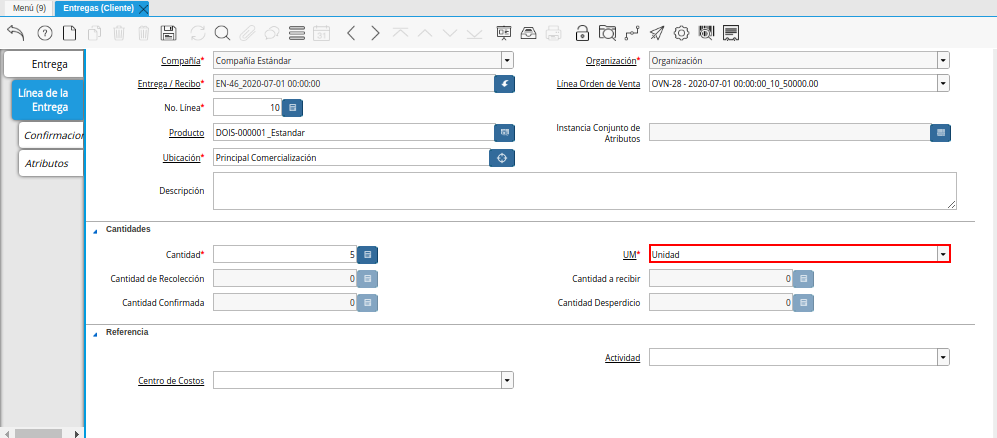 Menú (9) Entregas (Cliente)
Entrega
Línea de la
Entrega
Confirmacion
Atributos
Compañía* Compañía Estándar Organización* Organización
Entrega / Recibo* EN-46_2020-07-01 00:00:00 Línea Orden de Venta OVN-28 - 2020-07-01 00:00:00_10_50000.00
No. Línea* 10
Producto DOIS-000001_Estandar Instancia Conjunto de
Atributos
Ubicación* Principal Comercialización
Descripción
Cantidades
Cantidad* 5 UM* Unidad
Cantidad de Recolección 0 Cantidad a recibir 0
Cantidad Confirmada 0 Cantidad Desperdicio 0
Referencia
Actividad
Centro de Costos